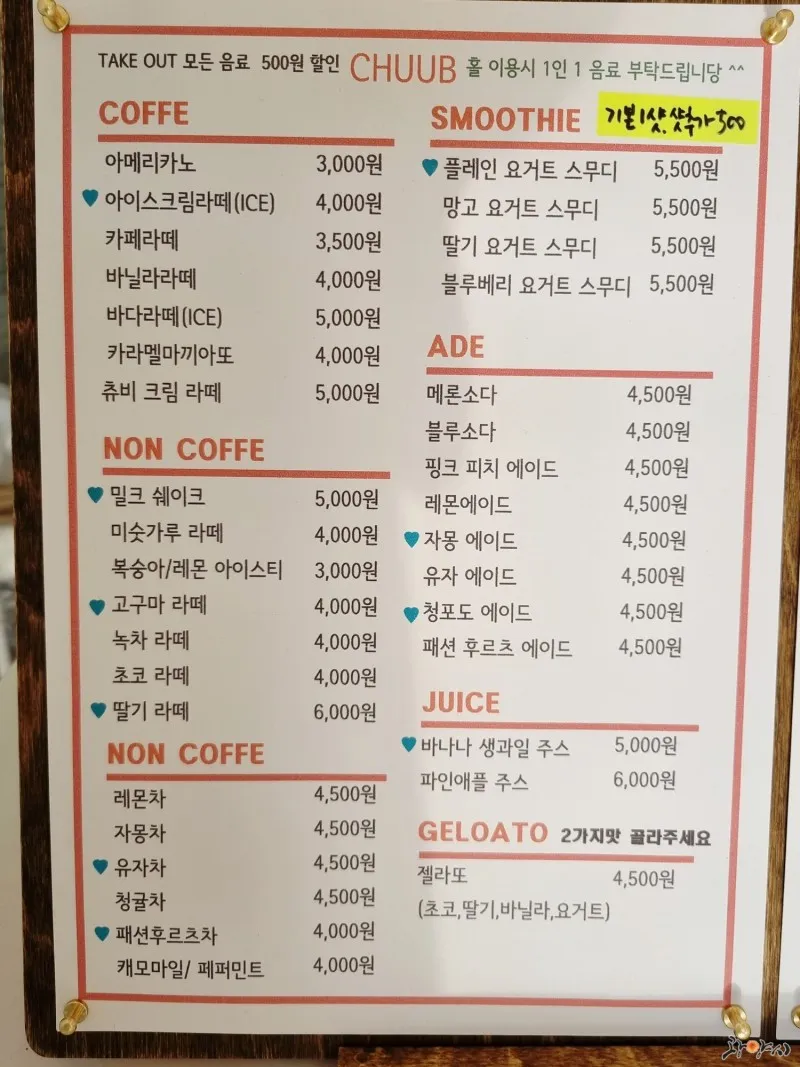 TAKE OUT 모든 음료 500원 할인 CHUUB 홀 이용시 1인 1 음료 부탁드립니당 ^^
COFFE
아메리카노 3,000원
아이스크림라떼(ICE) 4,000원
카페라떼 3,500원
바닐라라떼 4,000원
바다라떼(ICE) 5,000원
카라멜마끼아또 4,000원
츄비 크림 라떼 5,000원
NON COFFE
밀크 쉐이크 5,000원
미숫가루 라떼 4,000원
복숭아/레몬 아이스티 3,000원
고구마 라떼 4,000원
녹차 라떼 4,000원
초코 라떼 4,000원
딸기 라떼 6,000원
NON COFFE
레몬차 4,500원
자몽차 4,500원
유자차 4,500원
청귤차 4,500원
패션후르츠차 4,000원
캐모마일/ 페퍼민트 4,000원
SMOOTHIE 기본1샷,샷추가500
플레인 요거트 스무디 5,500원
망고 요거트 스무디 5,500원
딸기 요거트 스무디 5,500원
블루베리 요거트 스무디 5,500원
ADE
메론소다 4,500원
블루소다 4,500원
핑크 피치 에이드 4,500원
레몬에이드 4,500원
자몽 에이드 4,500원
유자 에이드 4,500원
청포도 에이드 4,500원
패션 후르츠 에이드 4,500원
JUICE
바나나 생과일 주스 5,000원
파인애플 주스 6,000원
GELOATO 2가지맛 골라주세요
젤라또 4,500원
(초코,딸기,바닐라,요거트)